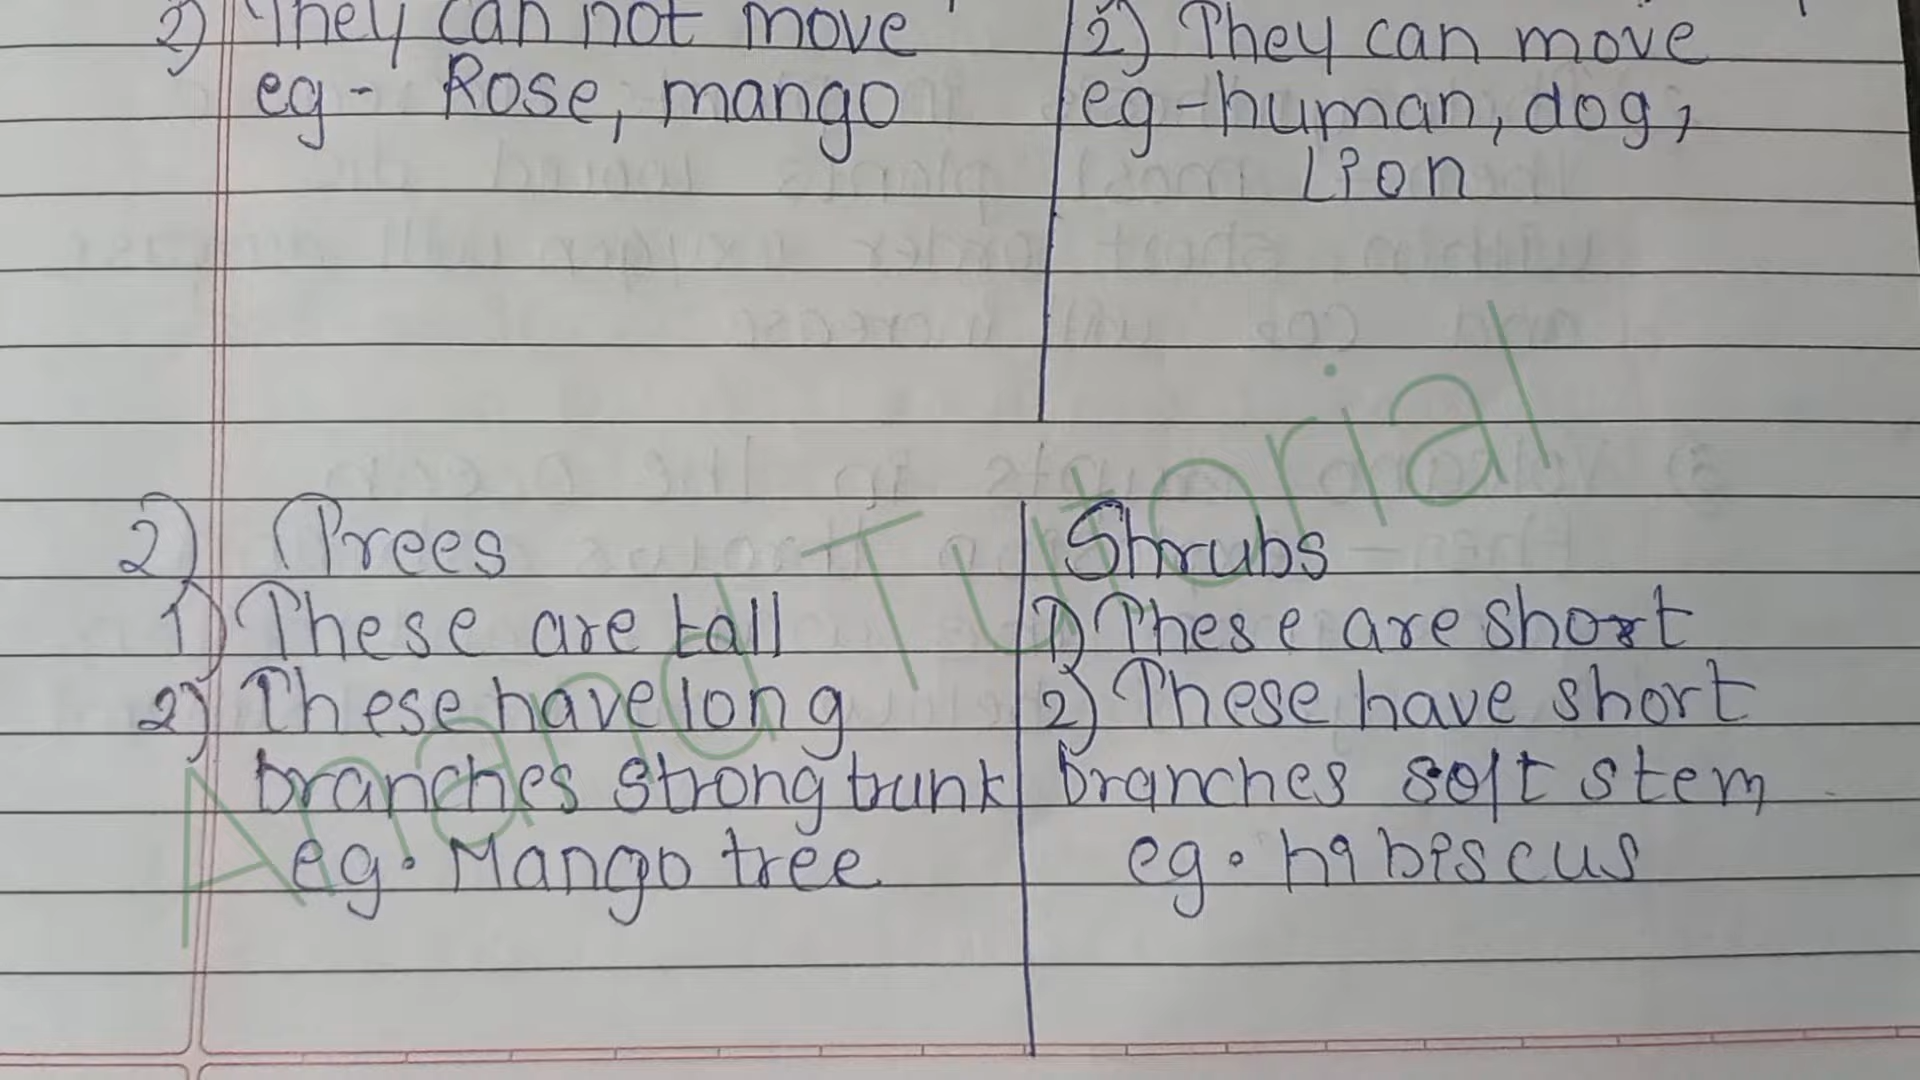 2) They can not move
2) They can move
eg- Rose, mango
eg-human, dog,
Lion
2) Trees
Shrubs
1) These are tall
1) These are short
2) These have long
2) These have short
branches strong trunk
branches soft stem
eg. Mango tree
eg. hibiscus
Anand Tutorial